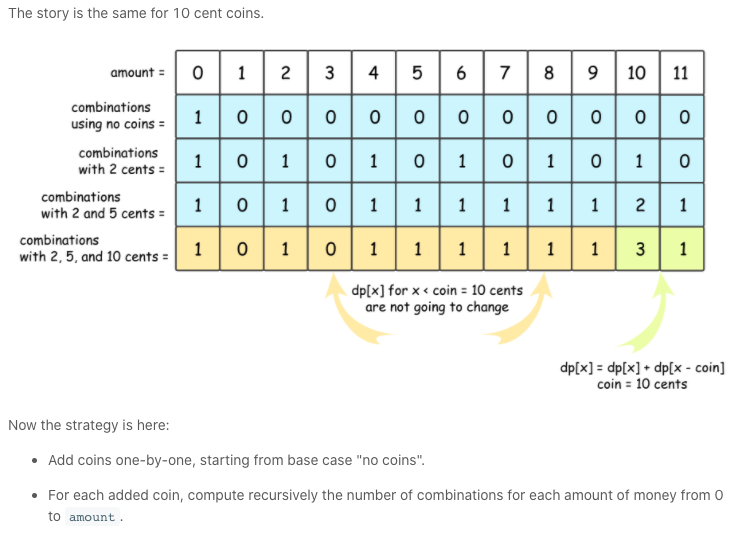 The story is the same for 10 cent coins.
amount = 0 1 2 3 4 5 6 7 8 9 10 11
combinations
using no coins = 1 0 0 0 0 0 0 0 0 0 0 0
combinations
with 2 cents = 1 0 1 0 1 0 1 0 1 0 1 0
combinations
with 2 and 5 cents = 1 0 1 0 1 1 1 1 1 1 2 1
combinations
with 2, 5, and 10 cents = 1 0 1 0 1 1 1 1 1 1 3 1
dp[x] for x < coin = 10 cents
are not going to change
dp[x] = dp[x] + dp[x - coin]
coin = 10 cents
Now the strategy is here:
• Add coins one-by-one, starting from base case "no coins".
• For each added coin, compute recursively the number of combinations for each amount of money from 0
to amount .